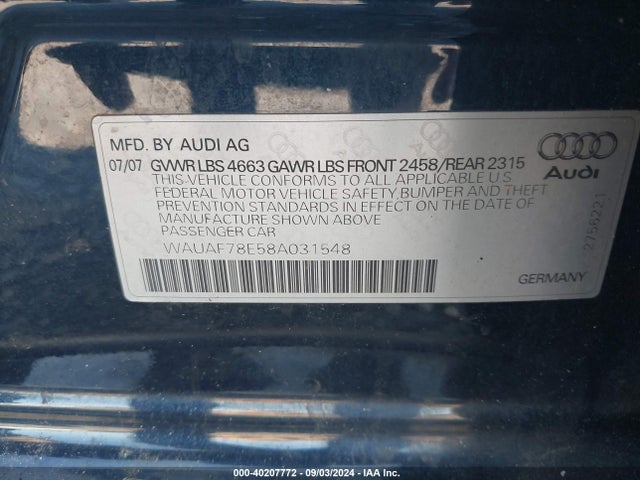 MFD. BY AUDI AG
07/07 GVWR LBS 4663 GAWR LBS FRONT 2458/REAR 2315
THIS VEHICLE CONFORMS TO ALL APPLICABLE U.S.
FEDERAL MOTOR VEHICLE SAFETY, BUMPER AND THEFT
PREVENTION STANDARDS IN EFFECT ON THE DATE OF
MANUFACTURE SHOWN ABOVE
PASSENGER CAR
WAUAF78E58A031548
Audi
2756221
GERMANY
000-40207772 - 09/03/2024 - IAA Inc.